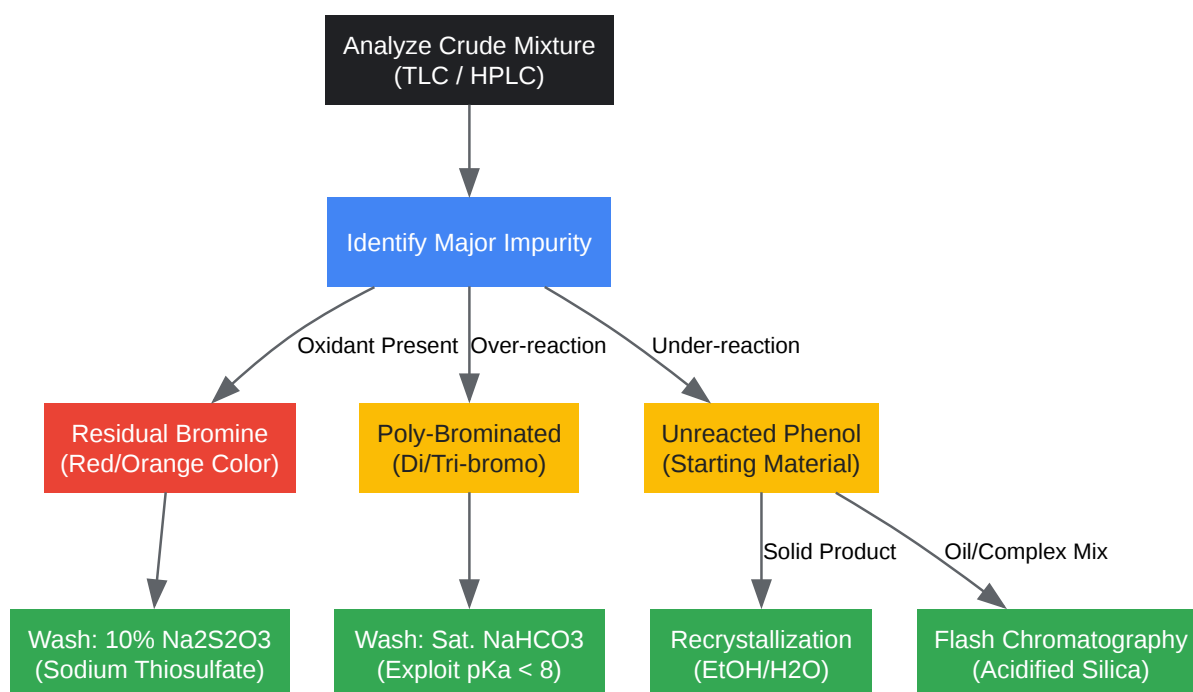 Analyze Crude Mixture
(TLC / HPLC)
Identify Major Impurity
Oxidant Present
Over-reaction
Under-reaction
Residual Bromine
(Red/Orange Color)
Poly-Brominated
(Di/Tri-bromo)
Unreacted Phenol
(Starting Material)
Solid Product
Oil/Complex Mix
Wash: 10% Na2S2O3
(Sodium Thiosulfate)
Wash: Sat. NaHCO3
(Exploit pKa < 8)
Recrystallization
(EtOH/H2O)
Flash Chromatography
(Acidified Silica)